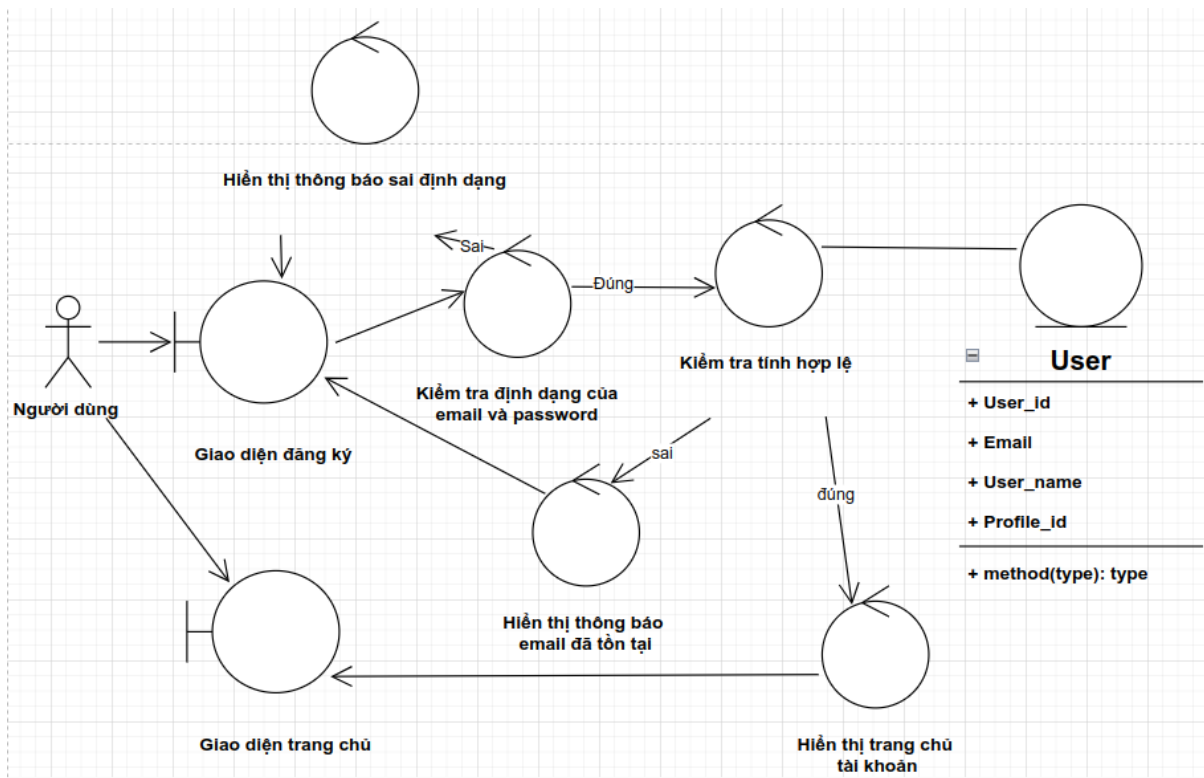 Hiển thị thông báo sai định dạng
Sai
Đúng
Kiểm tra tính hợp lệ
User
Kiểm tra định dạng của
email và password
Người dùng
+ User_id
Giao diện đăng ký
+ Email
sai
+ User_name
đúng
+ Profile_id
+ method(type): type
Hiển thị thông báo
email đã tồn tại
Giao diện trang chủ
Hiển thị trang chủ
tài khoản